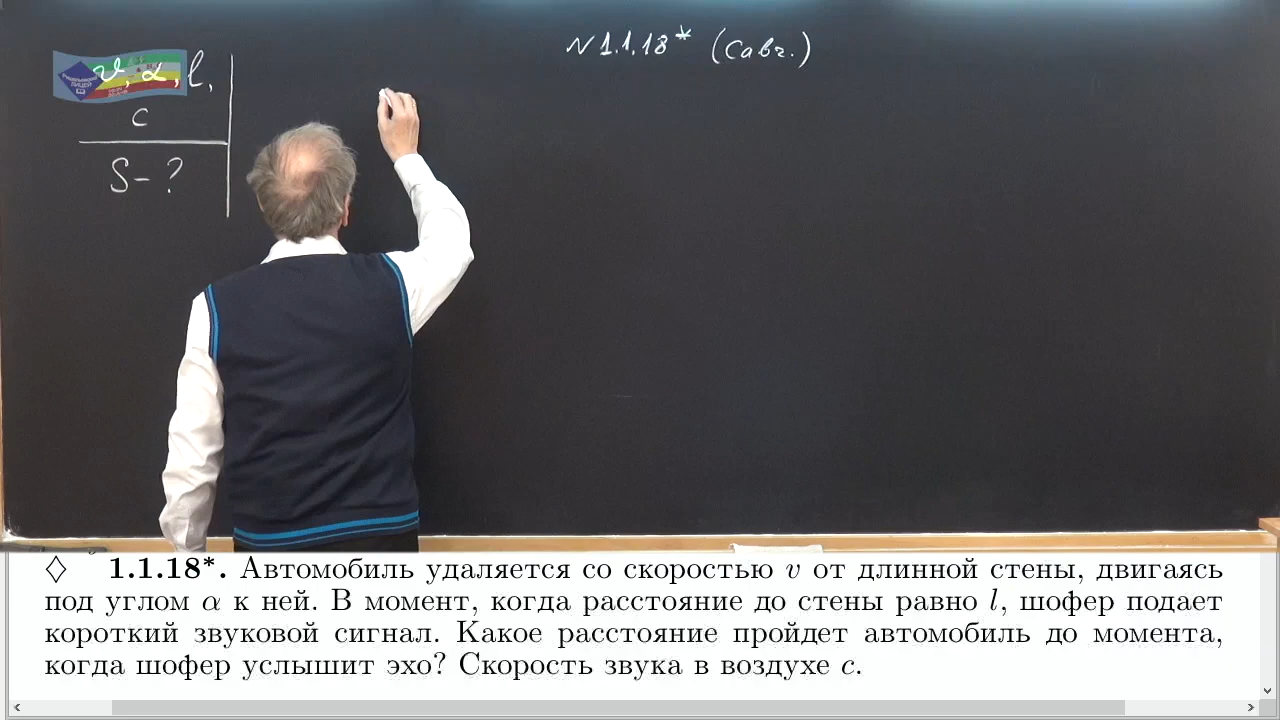 N 1.1.18* (Савч.)
v, α, l,
c
S - ?
♢ 1.1.18*. Автомобиль удаляется со скоростью v от длинной стены, двигаясь
под углом α к ней. В момент, когда расстояние до стены равно l, шофер подает
короткий звуковой сигнал. Какое расстояние пройдет автомобиль до момента,
когда шофер услышит эхо? Скорость звука в воздухе c.